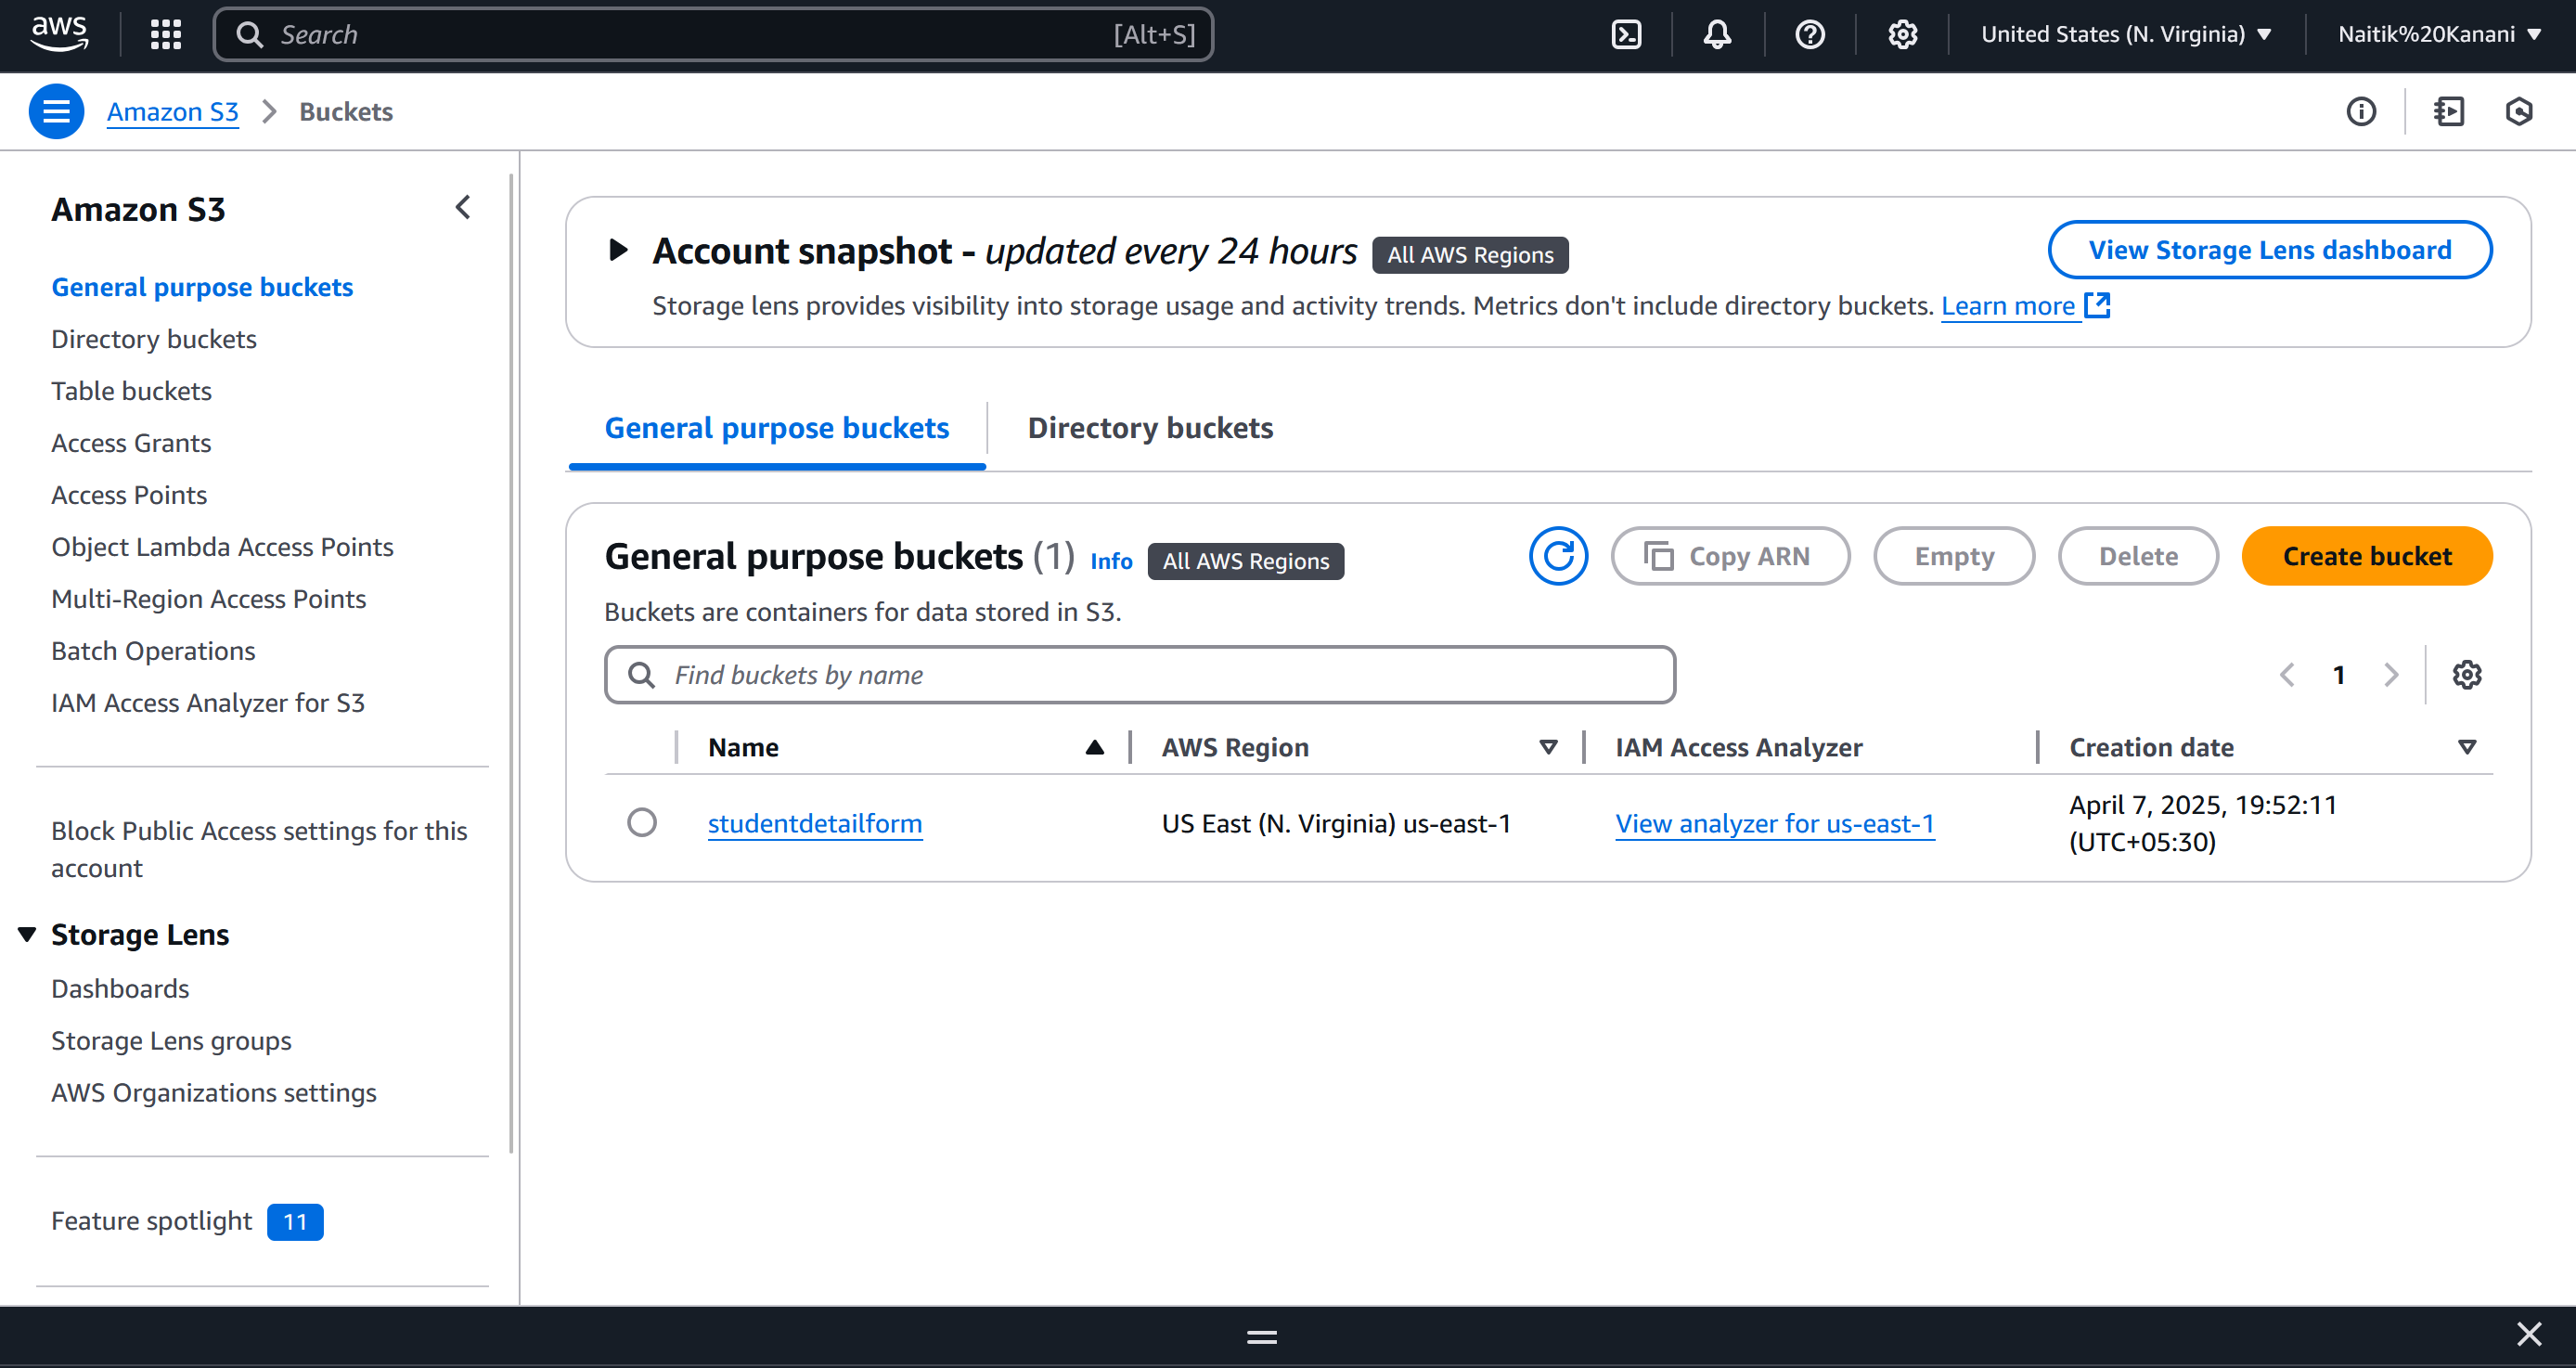 aws
Search [Alt+S]
United States (N. Virginia)
Naitik%20Kanani
Amazon S3 > Buckets
Amazon S3
General purpose buckets
Directory buckets
Table buckets
Access Grants
Access Points
Object Lambda Access Points
Multi-Region Access Points
Batch Operations
IAM Access Analyzer for S3
Block Public Access settings for this
account
Storage Lens
Dashboards
Storage Lens groups
AWS Organizations settings
Feature spotlight 11
Account snapshot - updated every 24 hours All AWS Regions
View Storage Lens dashboard
Storage lens provides visibility into storage usage and activity trends. Metrics don't include directory buckets. Learn more
General purpose buckets
Directory buckets
General purpose buckets (1) Info All AWS Regions
Copy ARN
Empty
Delete
Create bucket
Buckets are containers for data stored in S3.
Find buckets by name
1
Name AWS Region IAM Access Analyzer Creation date
studentdetailform US East (N. Virginia) us-east-1 View analyzer for us-east-1 April 7, 2025, 19:52:11
(UTC+05:30)